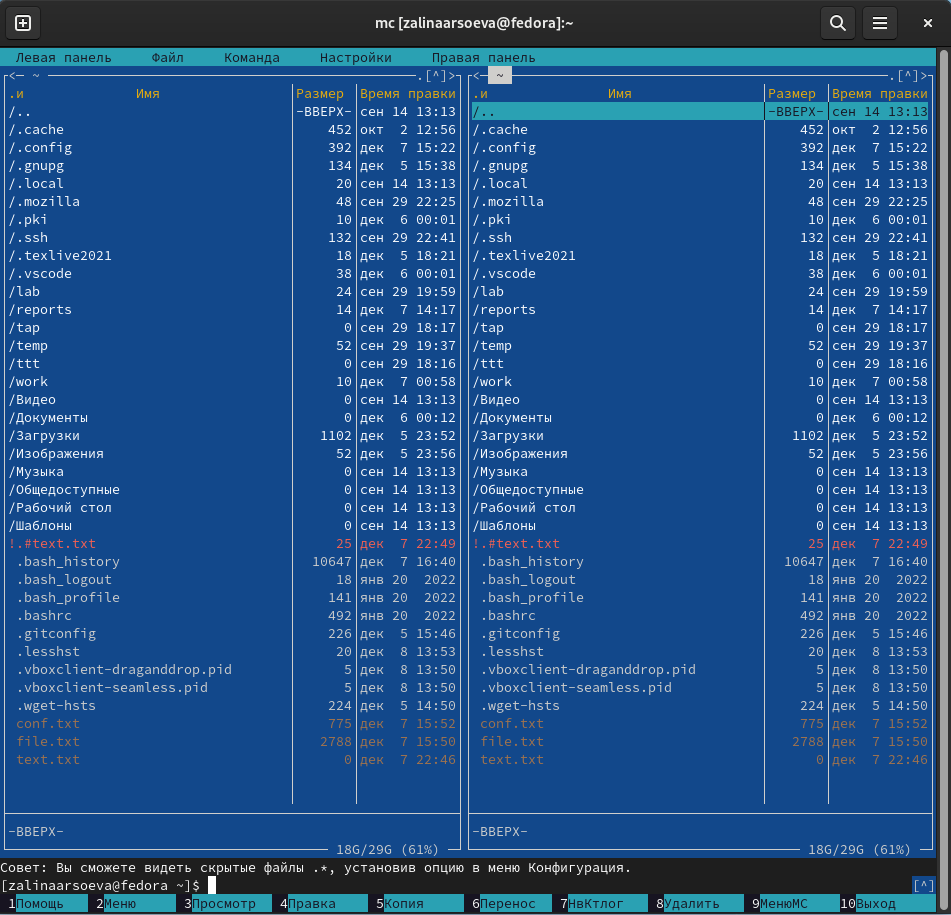 mc [zalinaarsoeva@fedora]:~
Левая панель Файл Команда Настройки Правая панель
<— ~ .[^]> <— ~ .[^]>
.и Имя Размер Время правки .и Имя Размер Время правки
/.. -ВВЕРХ- сен 14 13:13 /.. -ВВЕРХ- сен 14 13:13
/.cache 452 окт 2 12:56 /.cache 452 окт 2 12:56
/.config 392 дек 7 15:22 /.config 392 дек 7 15:22
/.gnupg 134 дек 5 15:38 /.gnupg 134 дек 5 15:38
/.local 20 сен 14 13:13 /.local 20 сен 14 13:13
/.mozilla 48 сен 29 22:25 /.mozilla 48 сен 29 22:25
/.pki 10 дек 6 00:01 /.pki 10 дек 6 00:01
/.ssh 132 сен 29 22:41 /.ssh 132 сен 29 22:41
/.texlive2021 18 дек 5 18:21 /.texlive2021 18 дек 5 18:21
/.vscode 38 дек 6 00:01 /.vscode 38 дек 6 00:01
/lab 24 сен 29 19:59 /lab 24 сен 29 19:59
/reports 14 дек 7 14:17 /reports 14 дек 7 14:17
/tap 0 сен 29 18:17 /tap 0 сен 29 18:17
/temp 52 сен 29 19:37 /temp 52 сен 29 19:37
/ttt 0 сен 29 18:16 /ttt 0 сен 29 18:16
/work 10 дек 7 00:58 /work 10 дек 7 00:58
/Видео 0 сен 14 13:13 /Видео 0 сен 14 13:13
/Документы 0 дек 6 00:12 /Документы 0 дек 6 00:12
/Загрузки 1102 дек 5 23:52 /Загрузки 1102 дек 5 23:52
/Изображения 52 дек 5 23:56 /Изображения 52 дек 5 23:56
/Музыка 0 сен 14 13:13 /Музыка 0 сен 14 13:13
/Общедоступные 0 сен 14 13:13 /Общедоступные 0 сен 14 13:13
/Рабочий стол 0 сен 14 13:13 /Рабочий стол 0 сен 14 13:13
/Шаблоны 0 сен 14 13:13 /Шаблоны 0 сен 14 13:13
!.#text.txt 25 дек 7 22:49 !.#text.txt 25 дек 7 22:49
.bash_history 10647 дек 7 16:40 .bash_history 10647 дек 7 16:40
.bash_logout 18 янв 20 2022 .bash_logout 18 янв 20 2022
.bash_profile 141 янв 20 2022 .bash_profile 141 янв 20 2022
.bashrc 492 янв 20 2022 .bashrc 492 янв 20 2022
.gitconfig 226 дек 5 15:46 .gitconfig 226 дек 5 15:46
.lesshst 20 дек 8 13:53 .lesshst 20 дек 8 13:53
.vboxclient-draganddrop.pid 5 дек 8 13:50 .vboxclient-draganddrop.pid 5 дек 8 13:50
.vboxclient-seamless.pid 5 дек 8 13:50 .vboxclient-seamless.pid 5 дек 8 13:50
.wget-hsts 224 дек 5 14:50 .wget-hsts 224 дек 5 14:50
conf.txt 775 дек 7 15:52 conf.txt 775 дек 7 15:52
file.txt 2788 дек 7 15:50 file.txt 2788 дек 7 15:50
text.txt 0 дек 7 22:46 text.txt 0 дек 7 22:46
-ВВЕРХ- -ВВЕРХ-
18G/29G (61%) 18G/29G (61%)
Совет: Вы сможете видеть скрытые файлы .*, установив опцию в меню Конфигурация.
[zalinaarsoeva@fedora ~]$ [^]
1Помощь 2Меню 3Просмотр 4Правка 5Копия 6Перенос 7НвКтлог 8Удалить 9МенюMC 10Выход